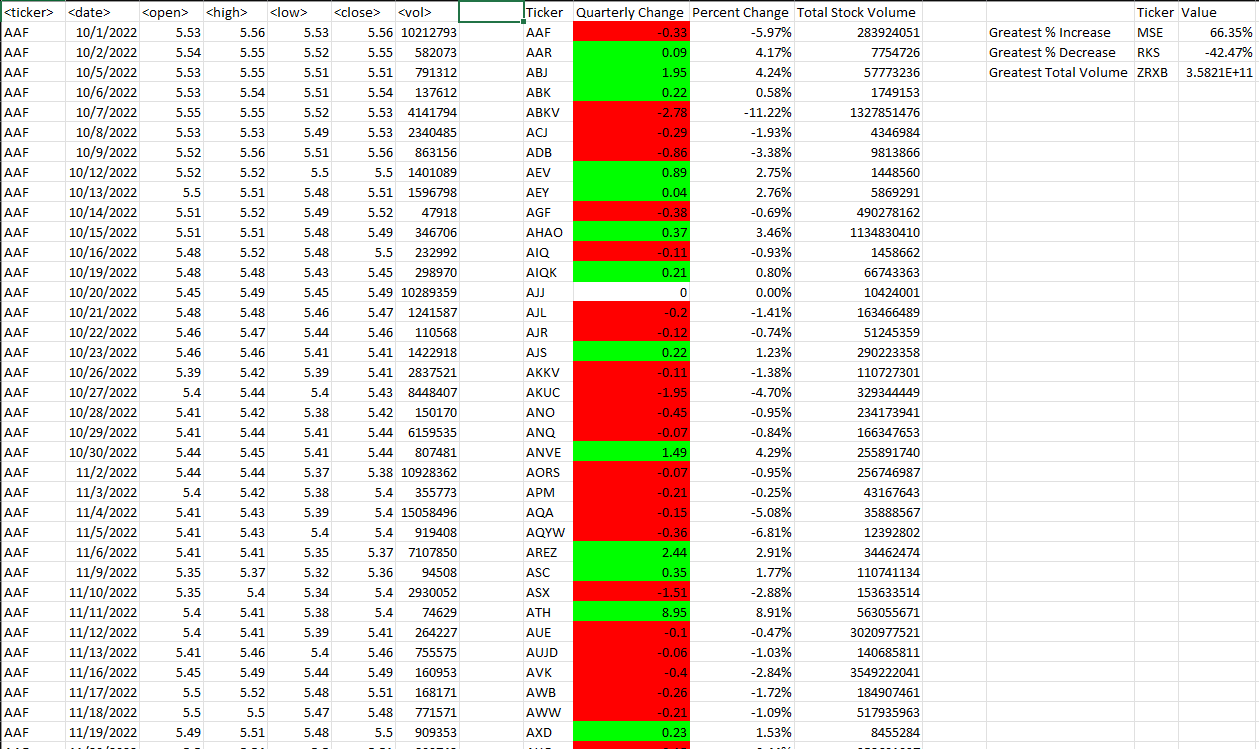 <ticker> <date> <open> <high> <low> <close> <vol> Ticker Quarterly Change Percent Change Total Stock Volume Ticker Value
AAF 10/1/2022 5.53 5.56 5.53 5.56 10212793 AAF -0.33 -5.97% 283924051 Greatest % Increase MSE 66.35%
AAF 10/2/2022 5.54 5.55 5.52 5.55 582073 AAR 0.09 4.17% 7754726 Greatest % Decrease RKS -42.47%
AAF 10/5/2022 5.53 5.55 5.51 5.51 791312 ABJ 1.95 4.24% 57773236 Greatest Total Volume ZRXB 3.5821E+11
AAF 10/6/2022 5.53 5.54 5.51 5.54 137612 ABK 0.22 0.58% 1749153
AAF 10/7/2022 5.55 5.55 5.52 5.53 4141794 ABKV -2.78 -11.22% 1327851476
AAF 10/8/2022 5.53 5.53 5.49 5.53 2340485 ACJ -0.29 -1.93% 4346984
AAF 10/9/2022 5.52 5.56 5.51 5.56 863156 ADB -0.86 -3.38% 9813866
AAF 10/12/2022 5.52 5.52 5.5 5.5 1401089 AEV 0.89 2.75% 1448560
AAF 10/13/2022 5.5 5.51 5.48 5.51 1596798 AEY 0.04 2.76% 5869291
AAF 10/14/2022 5.51 5.52 5.49 5.52 47918 AGF -0.38 -0.69% 490278162
AAF 10/15/2022 5.51 5.51 5.48 5.49 346706 AHAO 0.37 3.46% 1134830410
AAF 10/16/2022 5.48 5.52 5.48 5.5 232992 AIQ -0.11 -0.93% 1458662
AAF 10/19/2022 5.48 5.48 5.43 5.45 298970 AIQK 0.21 0.80% 66743363
AAF 10/20/2022 5.45 5.49 5.45 5.49 10289359 AJJ 0 0.00% 10424001
AAF 10/21/2022 5.48 5.48 5.46 5.47 1241587 AJL -0.2 -1.41% 163466489
AAF 10/22/2022 5.46 5.47 5.44 5.46 110568 AJR -0.12 -0.74% 51245359
AAF 10/23/2022 5.46 5.46 5.41 5.41 1422918 AJS 0.22 1.23% 290223358
AAF 10/26/2022 5.39 5.42 5.39 5.41 2837521 AKKV -0.11 -1.38% 110727301
AAF 10/27/2022 5.4 5.44 5.4 5.43 8448407 AKUC -1.95 -4.70% 329344449
AAF 10/28/2022 5.41 5.42 5.38 5.42 150170 ANO -0.45 -0.95% 234173941
AAF 10/29/2022 5.41 5.44 5.41 5.44 6159535 ANQ -0.07 -0.84% 166347653
AAF 10/30/2022 5.44 5.45 5.41 5.44 807481 ANVE 1.49 4.29% 255891740
AAF 11/2/2022 5.44 5.44 5.37 5.38 10928362 AORS -0.07 -0.95% 256746987
AAF 11/3/2022 5.4 5.42 5.38 5.4 355773 APM -0.21 -0.25% 43167643
AAF 11/4/2022 5.41 5.43 5.39 5.4 15058496 AQA -0.15 -5.08% 35888567
AAF 11/5/2022 5.41 5.43 5.4 5.4 919408 AQYW -0.36 -6.81% 12392802
AAF 11/6/2022 5.41 5.41 5.35 5.37 7107850 AREZ 2.44 2.91% 34462474
AAF 11/9/2022 5.35 5.37 5.32 5.36 94508 ASC 0.35 1.77% 110741134
AAF 11/10/2022 5.35 5.4 5.34 5.4 2930052 ASX -1.51 -2.88% 153633514
AAF 11/11/2022 5.4 5.41 5.38 5.4 74629 ATH 8.95 8.91% 563055671
AAF 11/12/2022 5.4 5.41 5.39 5.41 264227 AUE -0.1 -0.47% 3020977521
AAF 11/13/2022 5.41 5.46 5.4 5.46 755575 AUJD -0.06 -1.03% 140685811
AAF 11/16/2022 5.45 5.49 5.44 5.49 160953 AVK -0.4 -2.84% 3549222041
AAF 11/17/2022 5.5 5.52 5.48 5.51 168171 AWB -0.26 -1.72% 184907461
AAF 11/18/2022 5.5 5.5 5.47 5.48 771571 AWW -0.21 -1.09% 517935963
AAF 11/19/2022 5.49 5.51 5.48 5.5 909353 AXD 0.23 1.53% 8455284